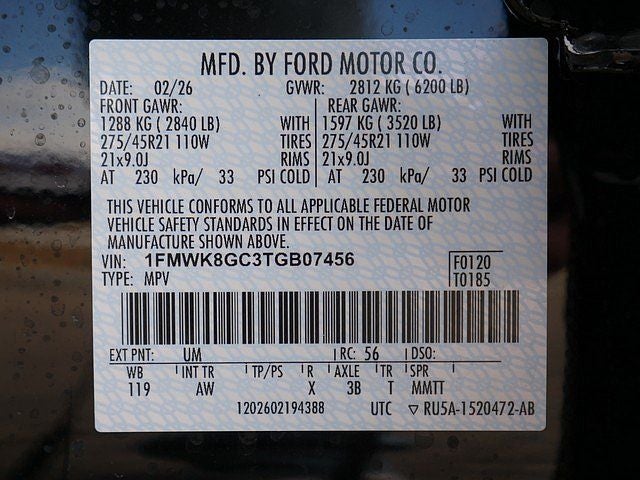 MFD. BY FORD MOTOR CO.
DATE: 02/26 GVWR: 2812 KG ( 6200 LB)
FRONT GAWR: REAR GAWR:
1288 KG ( 2840 LB) WITH 1597 KG ( 3520 LB) WITH
275/45R21 110W TIRES 275/45R21 110W TIRES
21x9.0J RIMS 21x9.0J RIMS
AT 230 kPa/ 33 PSI COLD AT 230 kPa/ 33 PSI COLD
THIS VEHICLE CONFORMS TO ALL APPLICABLE FEDERAL MOTOR
VEHICLE SAFETY STANDARDS IN EFFECT ON THE DATE OF
MANUFACTURE SHOWN ABOVE.
VIN: 1FMWK8GC3TGB07456 F0120
TYPE: MPV T0185
EXT PNT: UM RC: 56 DSO:
WB INT TR TP/PS R AXLE TR SPR
119 AW X 3B T MMTT
1202602194388 UTC ▽ RU5A-1520472-AB